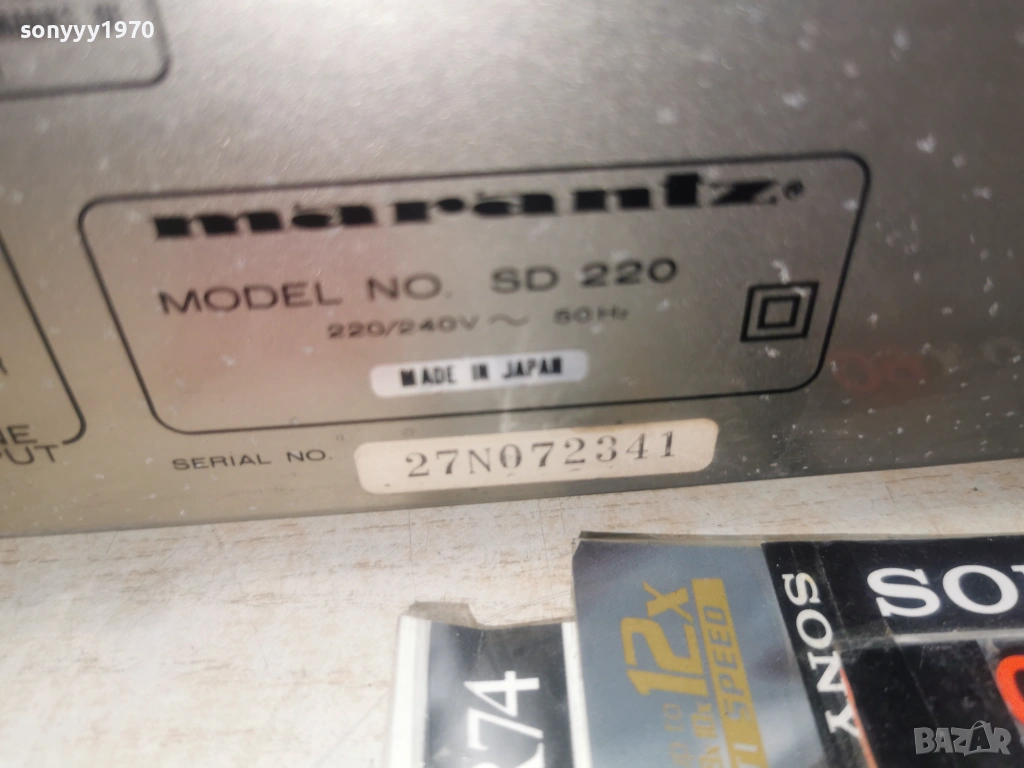 sonyyy1970
marantz®
MODEL NO. SD 220
220/240V ~ 50Hz
MADE IN JAPAN
SERIAL NO. 27N072341
12x
SPEED
SONY
74
BAZAR